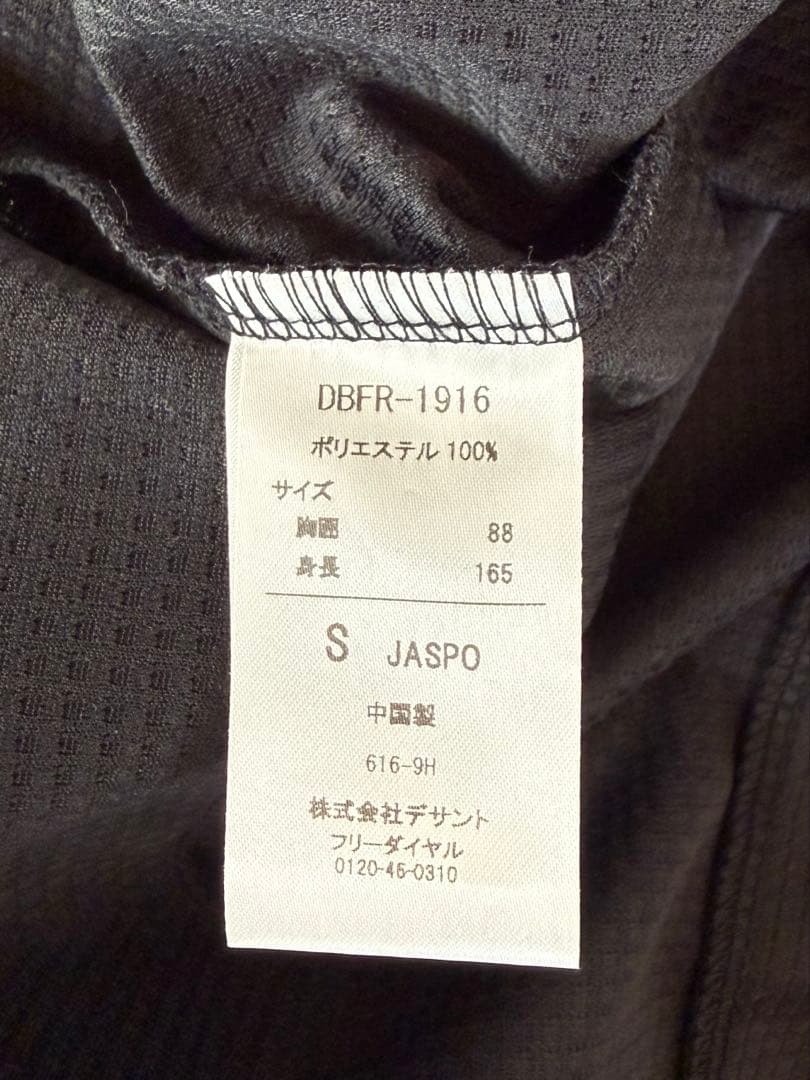 DBFR-1916
ポリエステル 100%
サイズ
胸囲 88
身長 165
S JASPO
中国製
616-9H
株式会社デサント
フリーダイヤル
0120-46-0310